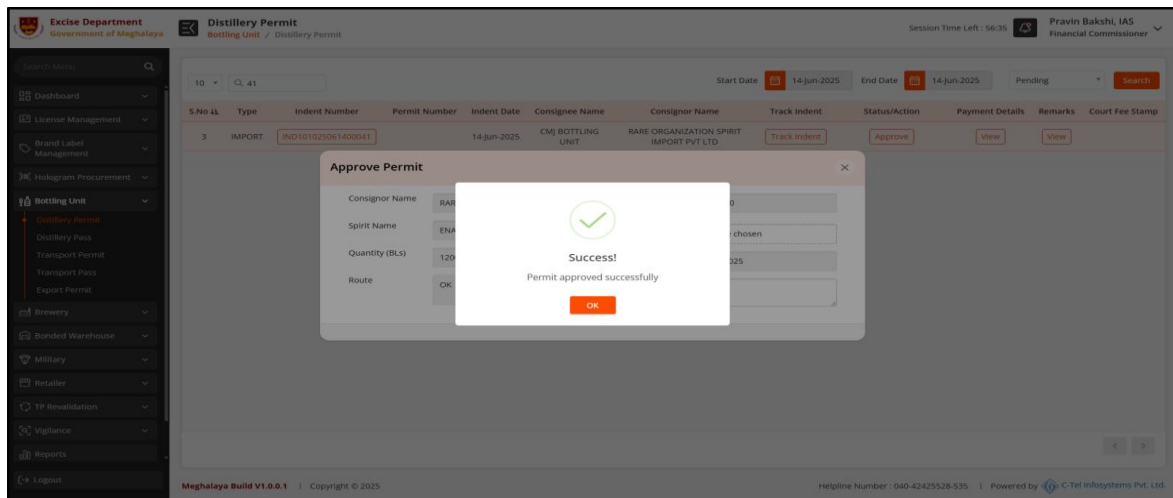 Excise Department
Government of Meghalaya
Distillery Permit
Bottling Unit / Distillery Permit
Session Time Left : 56:35
Pravin Bakshi, IAS
Financial Commissioner
Search Menu
Dashboard
License Management
Brand Label
Management
Hologram Procurement
Bottling Unit
Distillery Permit
Distillery Pass
Transport Permit
Transport Pass
Export Permit
Brewery
Bonded Warehouse
Military
Retailer
TP Revalidation
Vigilance
Reports
Logout
10 41 Start Date 14-Jun-2025 End Date 14-Jun-2025 Pending Search
S.No Type Indent Number Permit Number Indent Date Consignee Name Consignor Name Track Indent Status/Action Payment Details Remarks Court Fee Stamp
3 IMPORT IND101025061400041 14-Jun-2025 CMJ BOTTLING UNIT RARE ORGANIZATION SPIRIT IMPORT PVT LTD Track Indent Approve View View
Approve Permit
Consignor Name RAR 0
Spirit Name ENA chosen
Quantity (BLs) 120 025
Route OK
Success!
Permit approved successfully
OK
Meghalaya Build V1.0.0.1 | Copyright © 2025
Helpline Number : 040-42425528-535 | Powered by C-Tel Infosystems Pvt. Ltd.